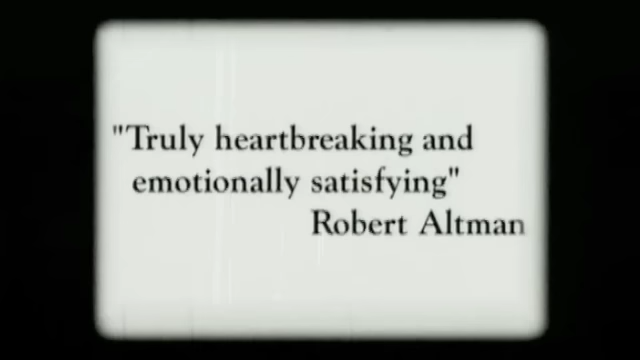 "Truly heartbreaking and
emotionally satisfying"
Robert Altman